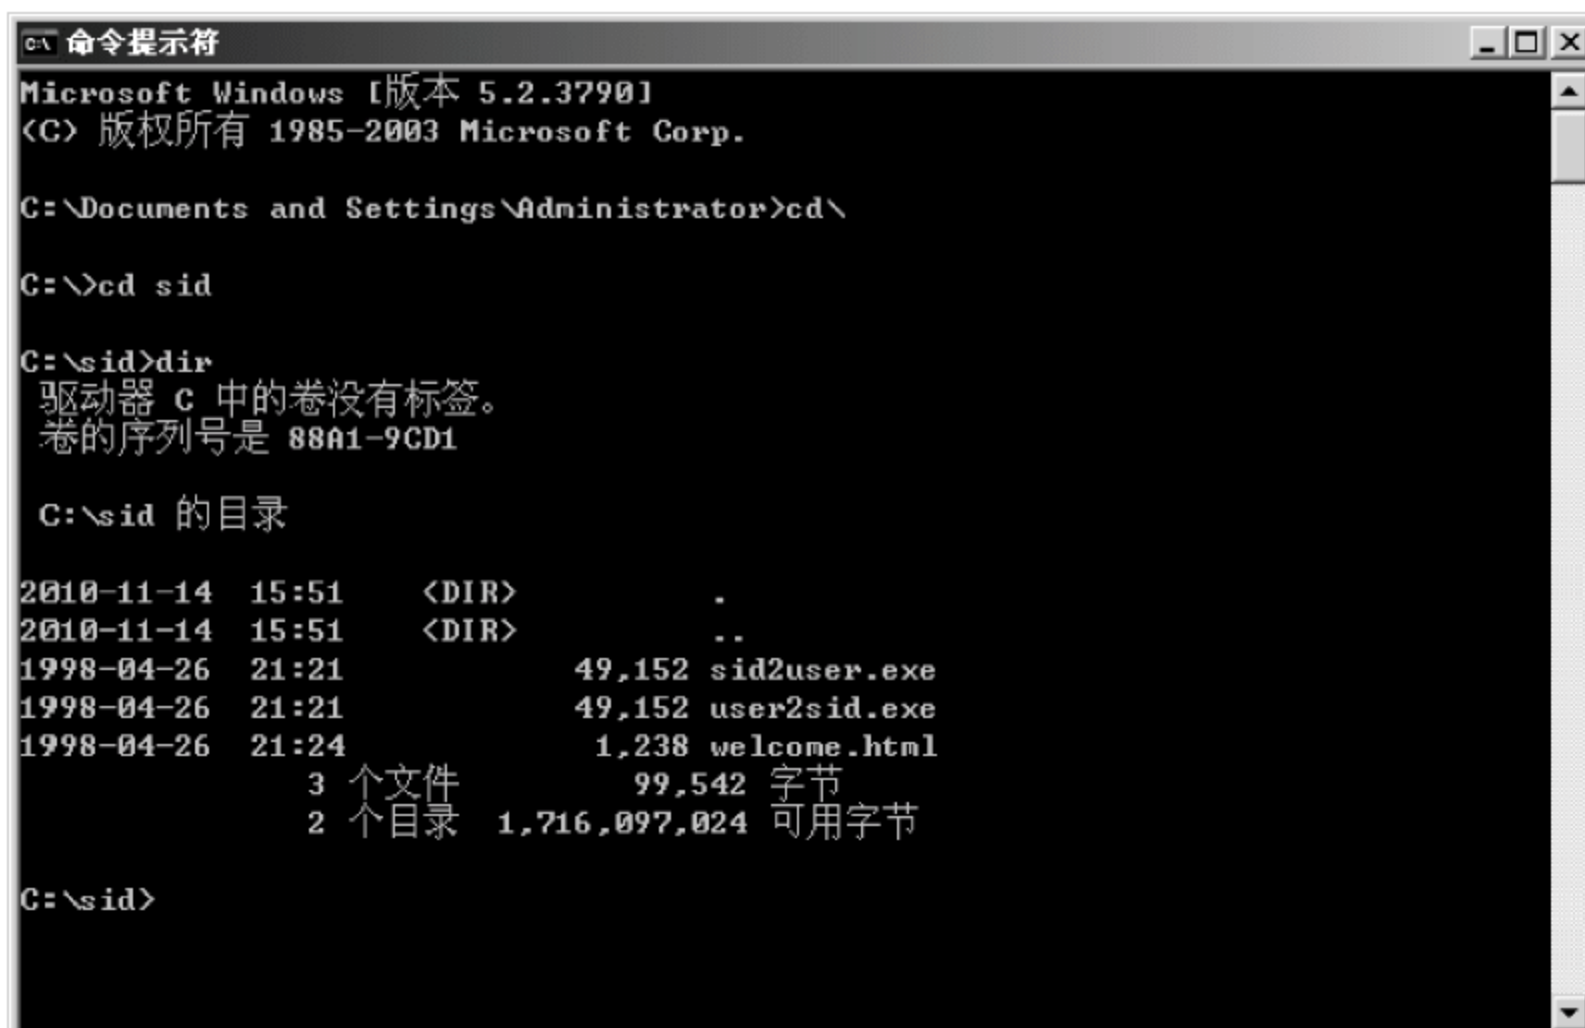 命令提示符
Microsoft Windows [版本 5.2.3790]
(C) 版权所有 1985-2003 Microsoft Corp.
C:\Documents and Settings\Administrator>cd\
C:\>cd sid
C:\sid>dir
驱动器 C 中的卷没有标签。
卷的序列号是 88A1-9CD1
C:\sid 的目录
2010-11-14  15:51    <DIR>          .
2010-11-14  15:51    <DIR>          ..
1998-04-26  21:21            49,152 sid2user.exe
1998-04-26  21:21            49,152 user2sid.exe
1998-04-26  21:24             1,238 welcome.html
3 个文件         99,542 字节
2 个目录  1,716,097,024 可用字节
C:\sid>